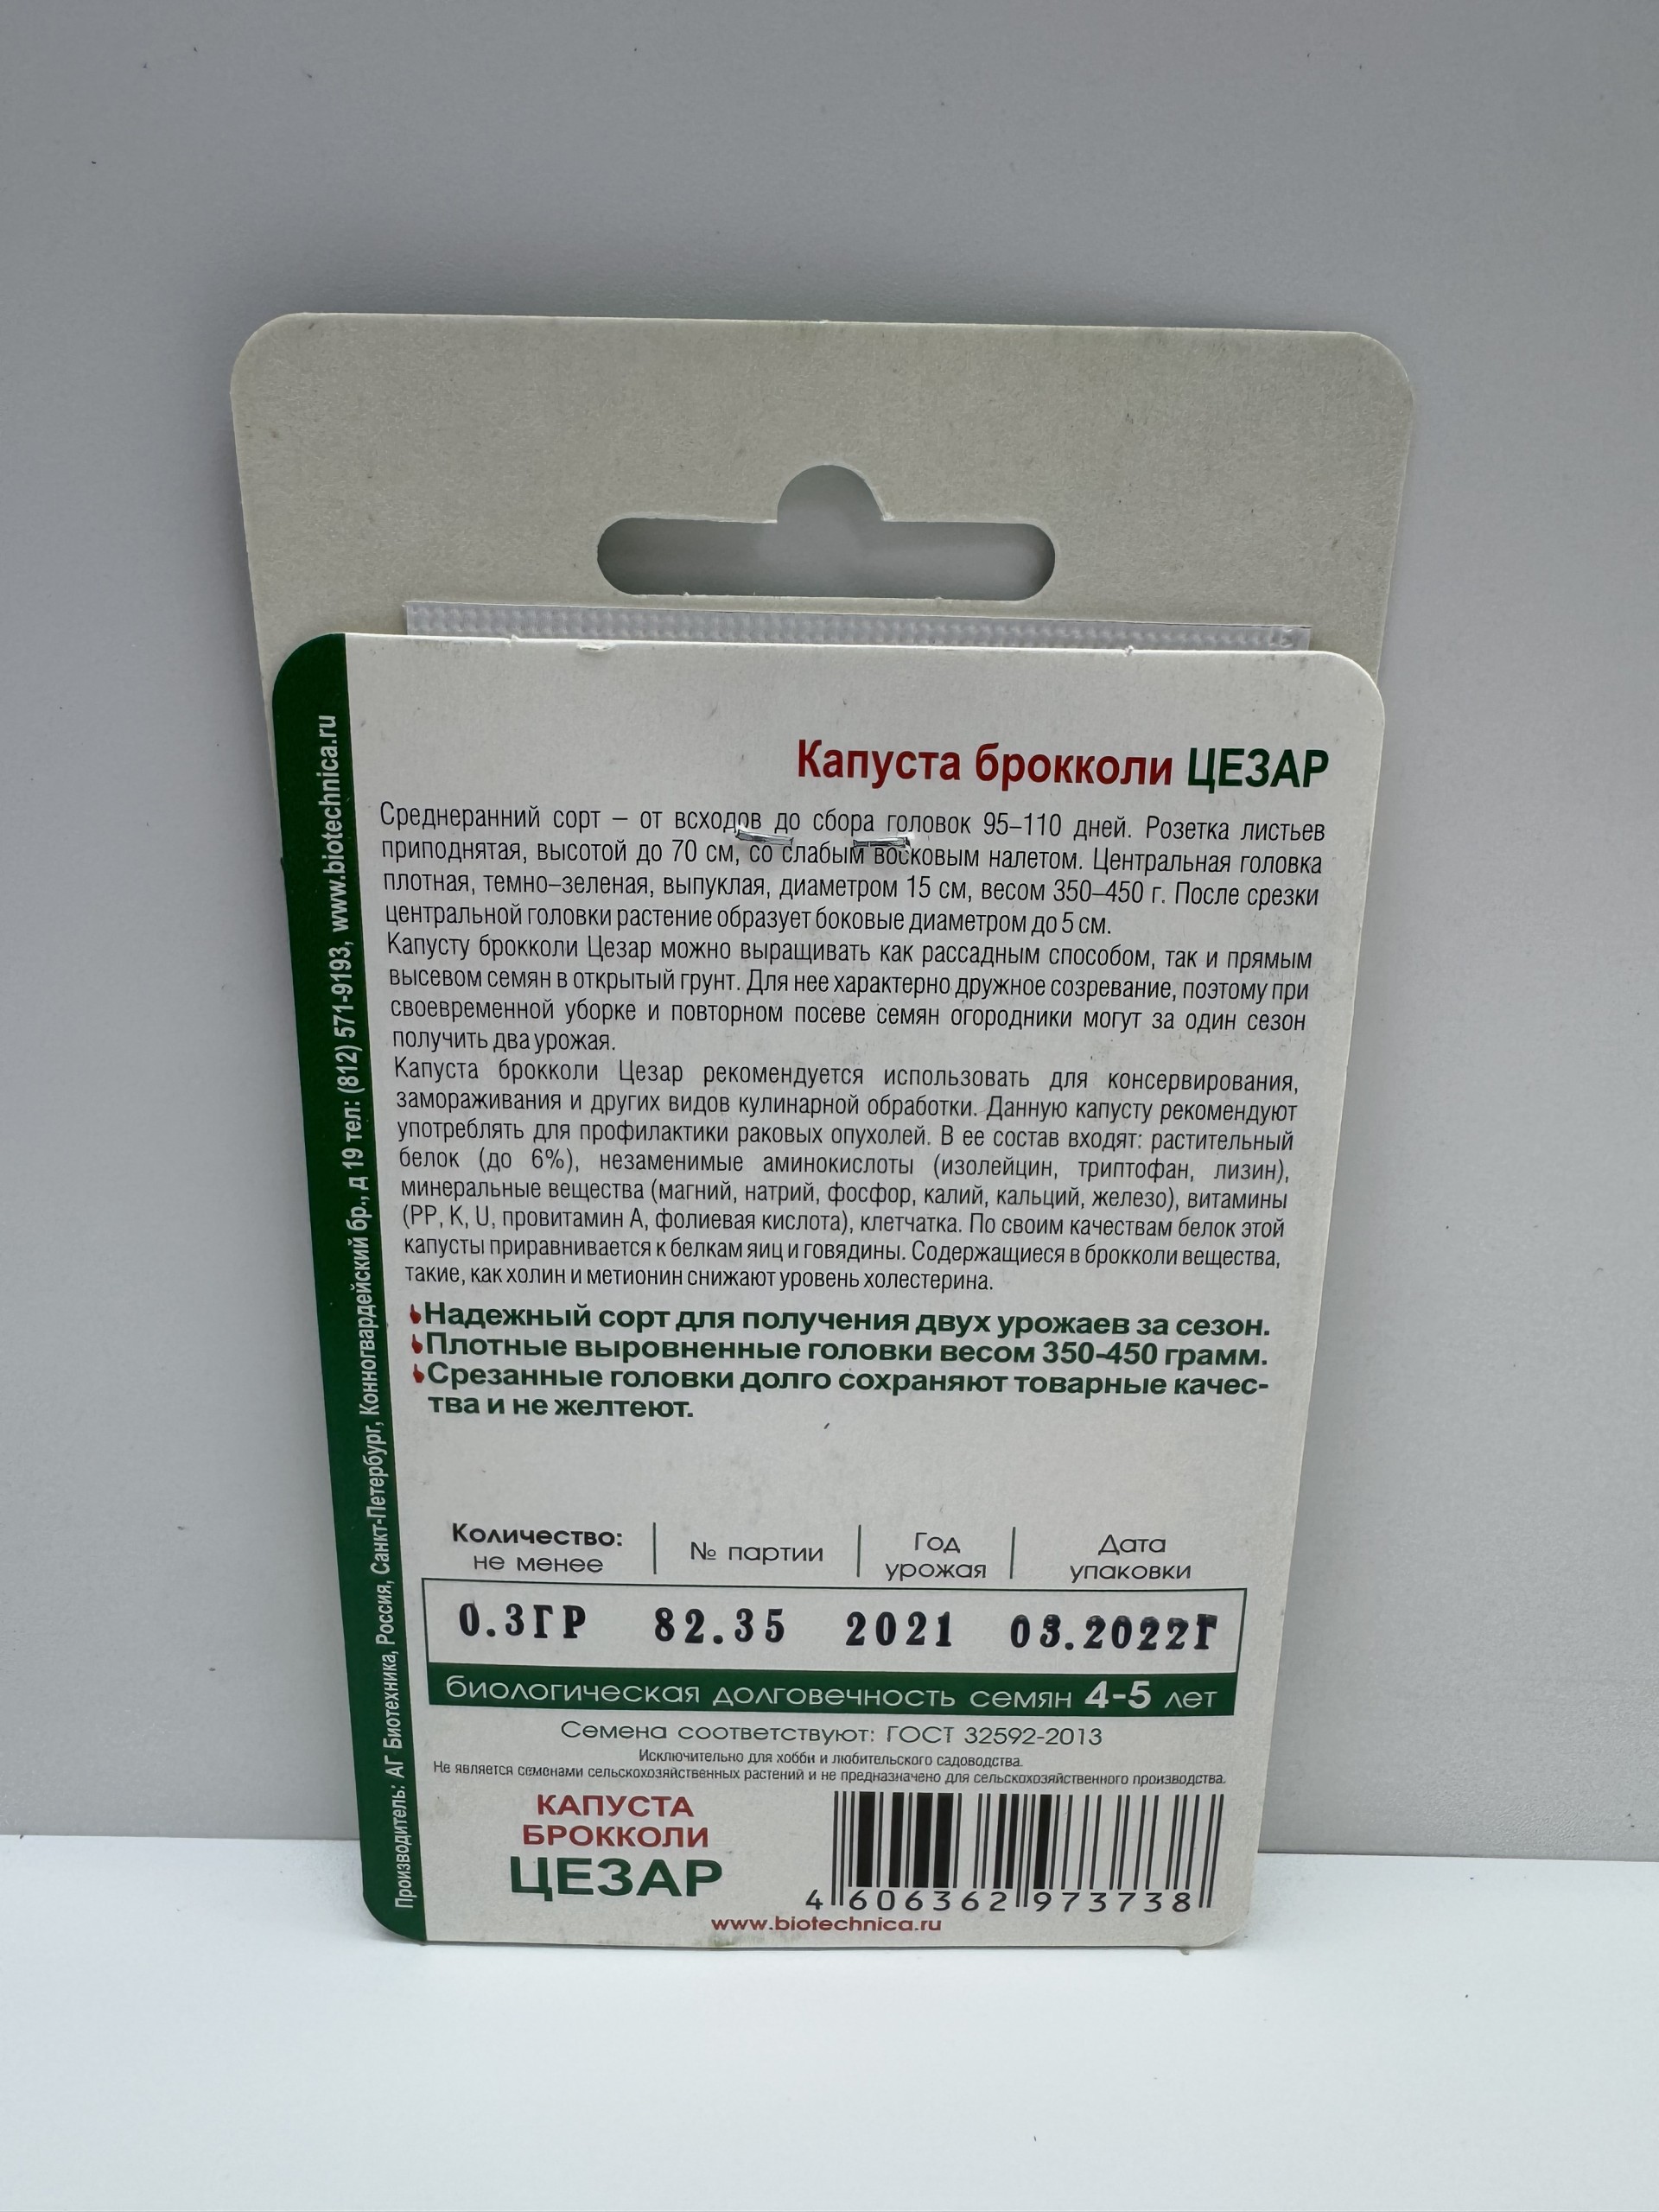 Капуста брокколи ЦЕЗАР
Среднеранний сорт – от всходов до сбора головок 95–110 дней. Розетка листьев
приподнятая, высотой до 70 см, со слабым восковым налетом. Центральная головка
плотная, темно–зеленая, выпуклая, диаметром 15 см, весом 350–450 г. После срезки
центральной головки растение образует боковые диаметром до 5 см.
Капусту брокколи Цезар можно выращивать как рассадным способом, так и прямым
высевом семян в открытый грунт. Для нее характерно дружное созревание, поэтому при
своевременной уборке и повторном посеве семян огородники могут за один сезон
получить два урожая.
Капуста брокколи Цезар рекомендуется использовать для консервирования,
замораживания и других видов кулинарной обработки. Данную капусту рекомендуют
употреблять для профилактики раковых опухолей. В ее состав входят: растительный
белок (до 6%), незаменимые аминокислоты (изолейцин, триптофан, лизин),
минеральные вещества (магний, натрий, фосфор, калий, кальций, железо), витамины
(РР, K, U, провитамин А, фолиевая кислота), клетчатка. По своим качествам белок этой
капусты приравнивается к белкам яиц и говядины. Содержащиеся в брокколи вещества,
такие, как холин и метионин снижают уровень холестерина.
Надежный сорт для получения двух урожаев за сезон.
Плотные выровненные головки весом 350-450 грамм.
Срезанные головки долго сохраняют товарные качес-
тва и не желтеют.
Количество: не менее № партии Год урожая Дата упаковки
0.3ГР 82.35 2021 03.2022Г
биологическая долговечность семян 4-5 лет
Семена соответствуют: ГОСТ 32592-2013
Исключительно для хобби и любительского садоводства.
Не является семенами сельскохозяйственных растений и не предназначено для сельскохозяйственного производства.
КАПУСТА
БРОККОЛИ
ЦЕЗАР
4 606362 973738
www.biotechnica.ru
Производитель: АГ Биотехника, Россия, Санкт-Петербург, Конногвардейский бр., д 19 тел: (812) 571-9193, www.biotechnica.ru